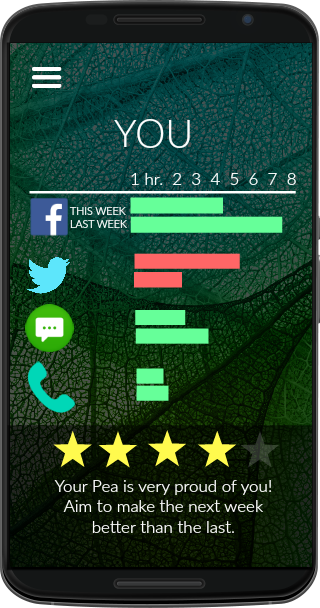 YOU
1 hr. 2 3 4 5 6 7 8
f THIS WEEK
LAST WEEK
Your Pea is very proud of you!
Aim to make the next week
better than the last.